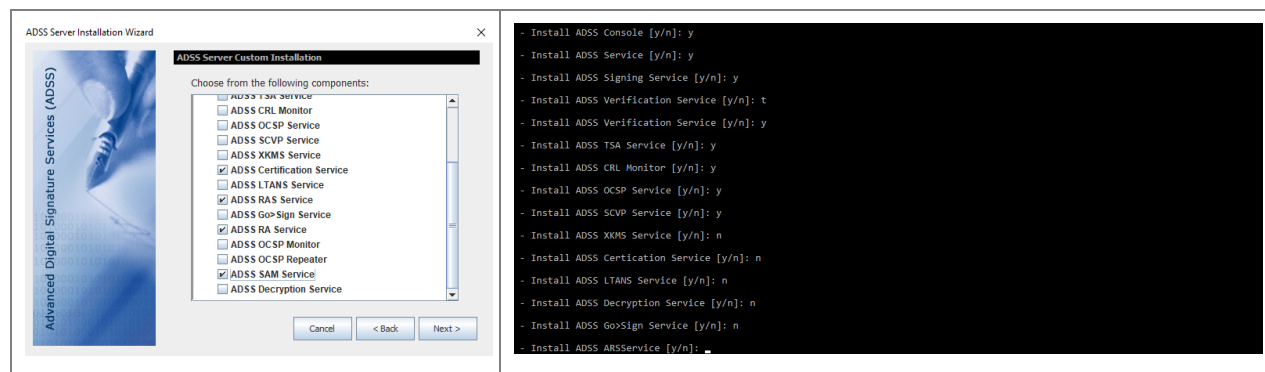 ADSS Server Installation Wizard
Advanced Digital Signature Services (ADSS)
ADSS Server Custom Installation
Choose from the following components:
ADSS TSA Service
ADSS CRL Monitor
ADSS OCSP Service
ADSS SCVP Service
ADSS XKMS Service
ADSS Certification Service
ADSS LTANS Service
ADSS RAS Service
ADSS Go>Sign Service
ADSS RA Service
ADSS OCSP Monitor
ADSS OCSP Repeater
ADSS SAM Service
ADSS Decryption Service
Cancel < Back Next >
- Install ADSS Console [y/n]: y
- Install ADSS Service [y/n]: y
- Install ADSS Signing Service [y/n]: y
- Install ADSS Verification Service [y/n]: t
- Install ADSS Verification Service [y/n]: y
- Install ADSS TSA Service [y/n]: y
- Install ADSS CRL Monitor [y/n]: y
- Install ADSS OCSP Service [y/n]: y
- Install ADSS SCVP Service [y/n]: y
- Install ADSS XKMS Service [y/n]: n
- Install ADSS Certication Service [y/n]: n
- Install ADSS LTANS Service [y/n]: n
- Install ADSS Decryption Service [y/n]: n
- Install ADSS Go>Sign Service [y/n]: n
- Install ADSS ARSService [y/n]: